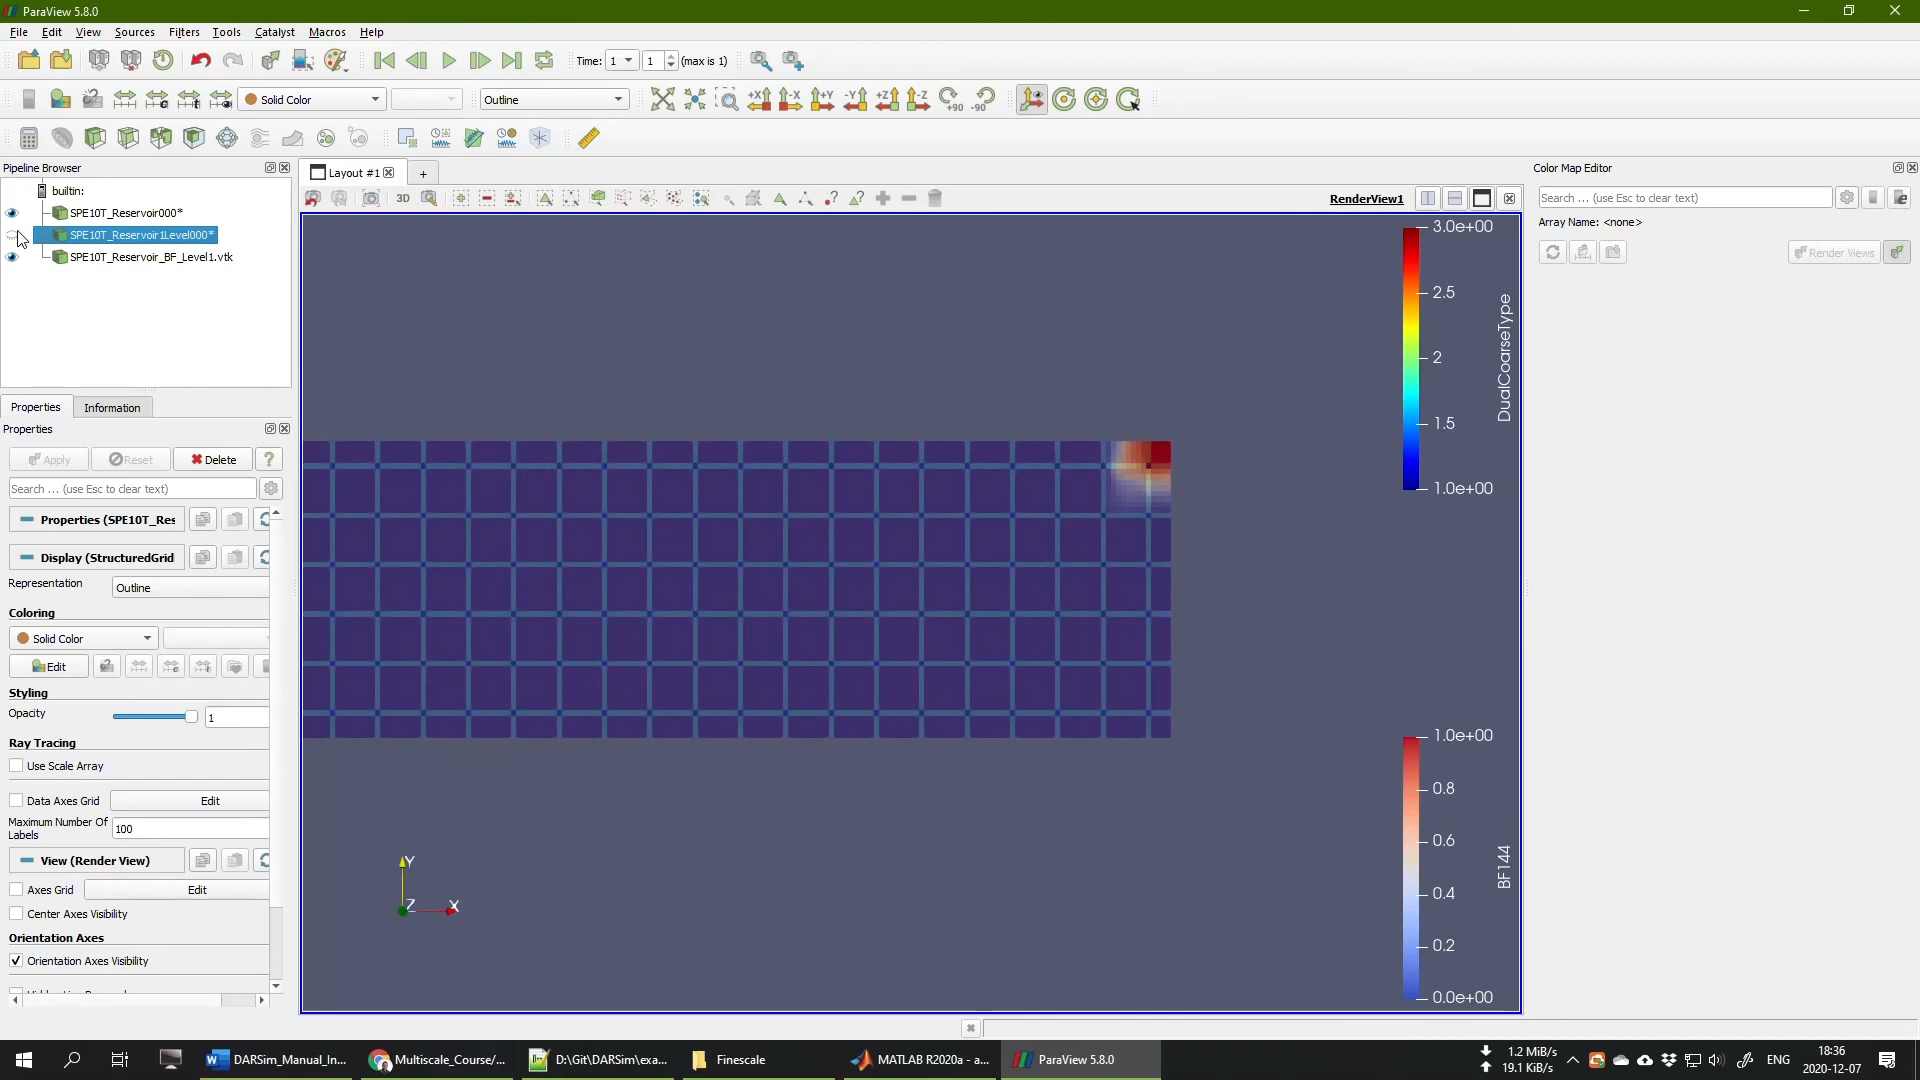 ParaView 5.8.0
File Edit View Sources Filters Tools Catalyst Macros Help
Time: 1 1 (max is 1)
Solid Color Outline +X -X +Y -Y +Z -Z +90 -90
Pipeline Browser
builtin:
SPE10T_Reservoir000*
SPE10T_Reservoir1Level000*
SPE10T_Reservoir_BF_Level1.vtk
Properties Information
Properties
Apply Reset Delete ?
Search ... (use Esc to clear text)
Properties (SPE10T_Res
Display (StructuredGrid
Representation Outline
Coloring
Solid Color
Edit
Styling
Opacity 1
Ray Tracing
Use Scale Array
Data Axes Grid Edit
Maximum Number Of Labels 100
View (Render View)
Axes Grid Edit
Center Axes Visibility
Orientation Axes
Orientation Axes Visibility
Layout #1 +
3D
RenderView1
3.0e+00
2.5
2
1.5
1.0e+00
DualCoarseType
1.0e+00
0.8
0.6
0.4
0.2
0.0e+00
BF144
Y
Z X
Color Map Editor
Search ... (use Esc to clear text)
Array Name: <none>
Render Views
DARSim_Manual_In...
Multiscale_Course/...
D:\Git\DARSim\exa...
Finescale
MATLAB R2020a - a...
ParaView 5.8.0
1.2 MiB/s
19.1 KiB/s
ENG
18:36
2020-12-07